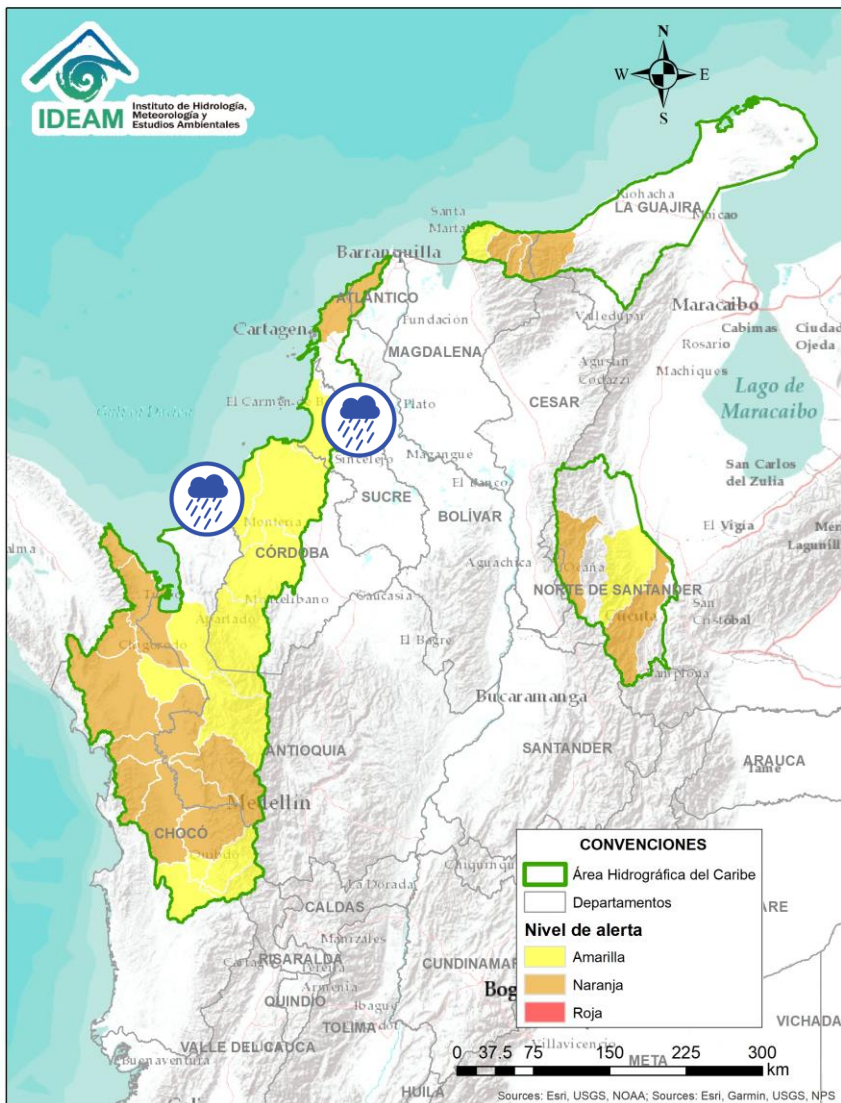 IDEAM
Instituto de Hidrología,
Meteorología y
Estudios Ambientales
N
W
E
S
Riohacha
LA GUAJIRA
Maicao
Santa
Marta
Barranquilla
ATLÁNTICO
Cartagena
Fundación
Valledupar
Maracaibo
Cabimas
Ciudad
Ojeda
Rosario
Machiques
MAGDALENA
Agustín
Codazzi
CESAR
Lago de
Maracaibo
El Carmen de B
Plato
Sincelejo
Magangué
San Carlos
del Zulia
SUCRE
El Banco
BOLÍVAR
El Vigía
Montería
CÓRDOBA
Aguachica
Ocaña
NORTE DE SANTANDER
San
Cristóbal
Cúcuta
Montelibano
Caucasia
Apartadó
Chigorodó
El Bagre
Pamplona
Bucaramanga
SANTANDER
ANTIOQUIA
ARAUCA
Tame
Medellín
CHOCÓ
Quibdó
La Dorada
CALDAS
Manizales
RISARALDA
Pereira
Armenia
QUINDÍO
Ibagué
TOLIMA
CUNDINAMAR
Bog
VALLE DEL CAUCA
Buenaventura
HUILA
Villavicencio
META
VICHADA
CONVENCIONES
Área Hidrográfica del Caribe
Departamentos
Nivel de alerta
Amarilla
Naranja
Roja
0 37.5 75 150 225 300
km
Sources: Esri, USGS, NOAA; Sources: Esri, Garmin, USGS, NPS